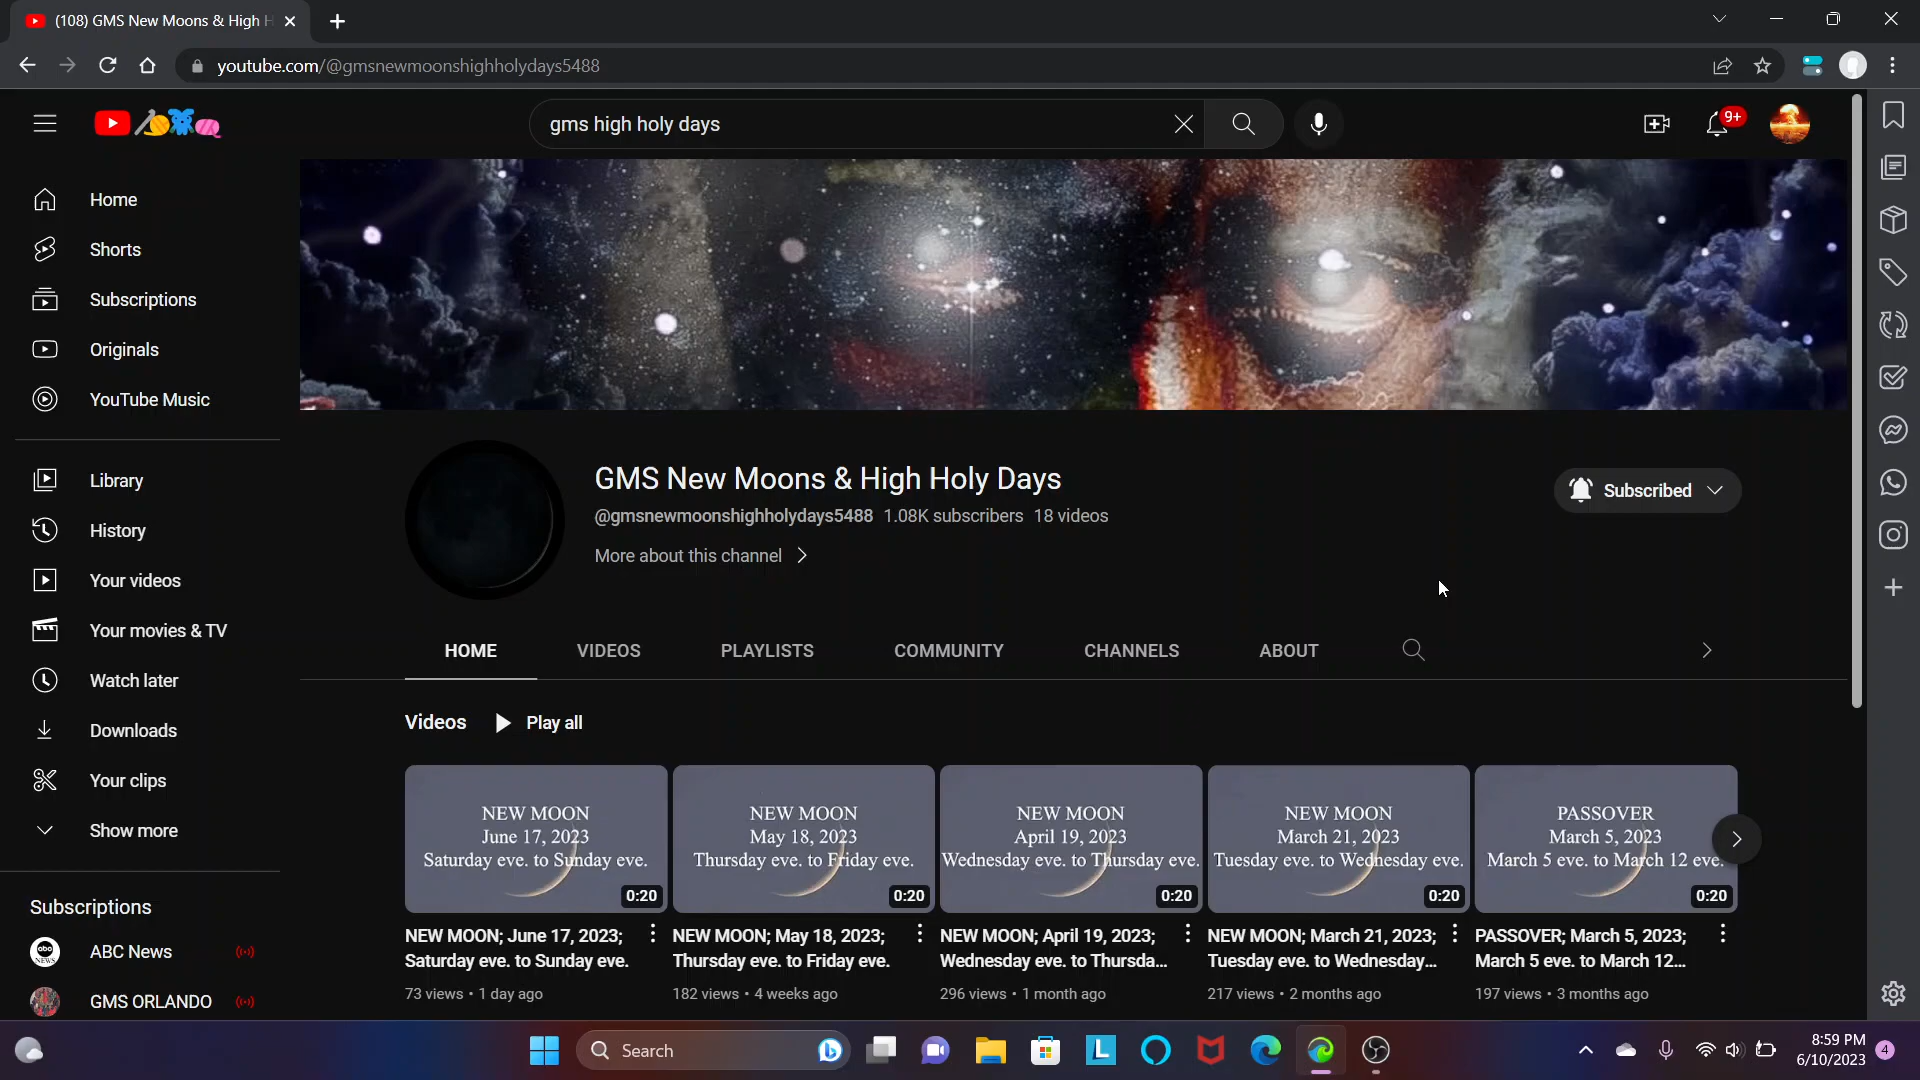 (108) GMS New Moons & High H
youtube.com/@gmsnewmoonshighholydays5488
gms high holy days
9+
Home
Shorts
Subscriptions
Originals
YouTube Music
Library
History
Your videos
Your movies & TV
Watch later
Downloads
Your clips
Show more
Subscriptions
ABC News
GMS ORLANDO
GMS New Moons & High Holy Days
@gmsnewmoonshighholydays5488 1.08K subscribers 18 videos
More about this channel
Subscribed
HOME VIDEOS PLAYLISTS COMMUNITY CHANNELS ABOUT
Videos Play all
NEW MOON
June 17, 2023
Saturday eve. to Sunday eve.
0:20
NEW MOON; June 17, 2023;
Saturday eve. to Sunday eve.
73 views • 1 day ago
NEW MOON
May 18, 2023
Thursday eve. to Friday eve.
0:20
NEW MOON; May 18, 2023;
Thursday eve. to Friday eve.
182 views • 4 weeks ago
NEW MOON
April 19, 2023
Wednesday eve. to Thursday eve.
0:20
NEW MOON; April 19, 2023;
Wednesday eve. to Thursda...
296 views • 1 month ago
NEW MOON
March 21, 2023
Tuesday eve. to Wednesday eve.
0:20
NEW MOON; March 21, 2023;
Tuesday eve. to Wednesday...
217 views • 2 months ago
PASSOVER
March 5, 2023
March 5 eve. to March 12 eve.
0:20
PASSOVER; March 5, 2023;
March 5 eve. to March 12...
197 views • 3 months ago
Search
8:59 PM
6/10/2023
4